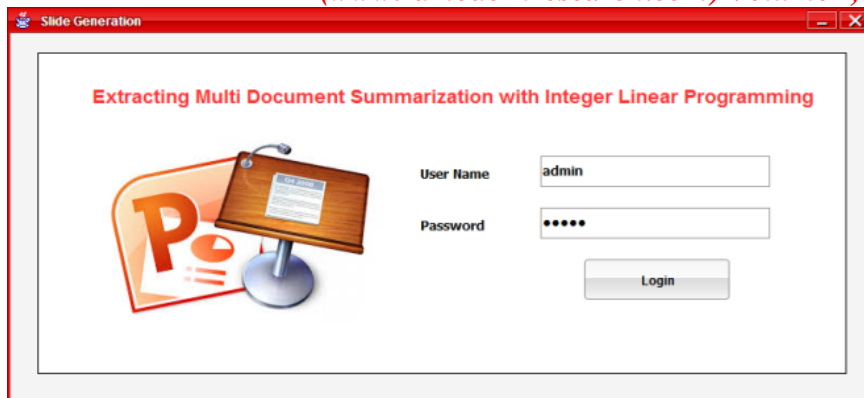 Slide Generation
Extracting Multi Document Summarization with Integer Linear Programming
User Name
admin
Password
•••••
Login